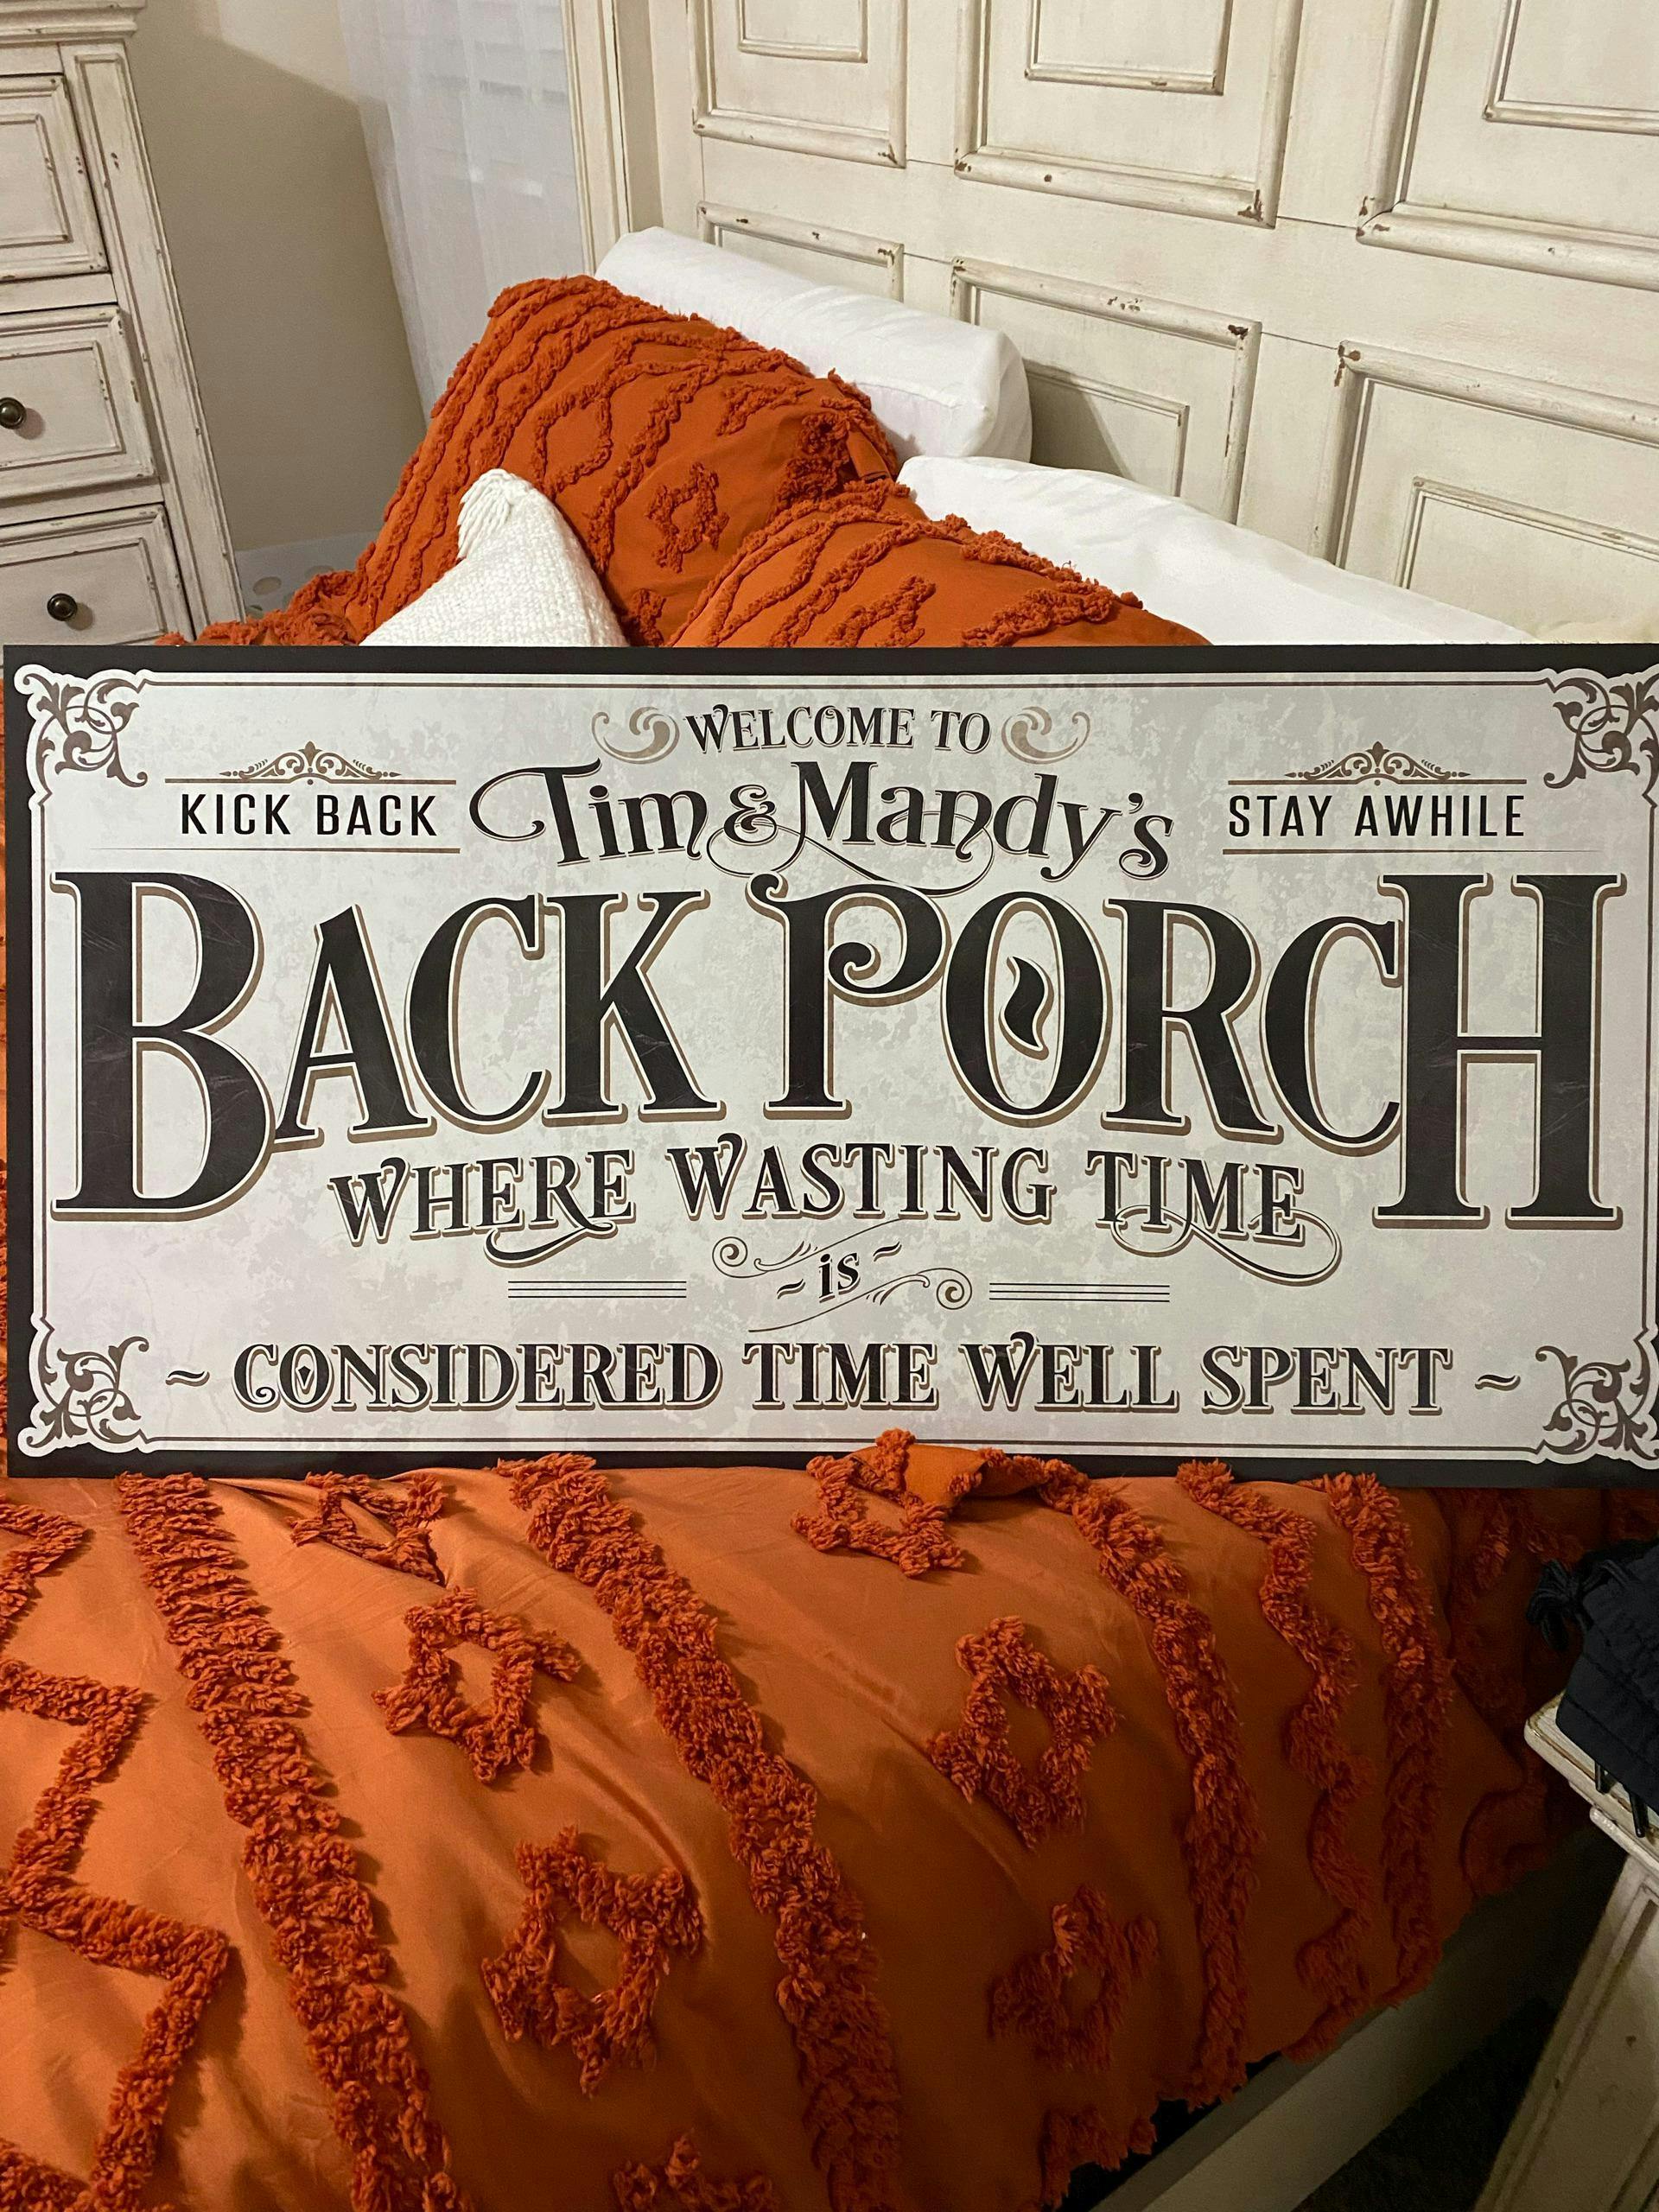 WELCOME TO
KICK BACK Tim & Mandy's STAY AWHILE
BACK PORCH
WHERE WASTING TIME
~ is ~
~ CONSIDERED TIME WELL SPENT ~